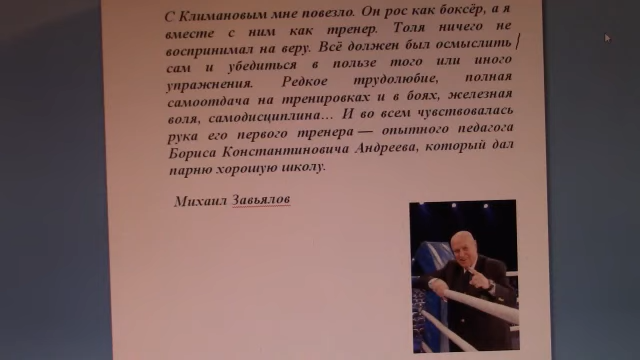 С Климановым мне повезло. Он рос как боксёр, а я
вместе с ним как тренер. Толя ничего не
воспринимал на веру. Всё должен был осмыслить
сам и убедиться в пользе того или иного
упражнения. Редкое трудолюбие, полная
самоотдача на тренировках и в боях, железная
воля, самодисциплина… И во всем чувствовалась
рука его первого тренера — опытного педагога
Бориса Константиновича Андреева, который дал
парню хорошую школу.
Михаил Завьялов